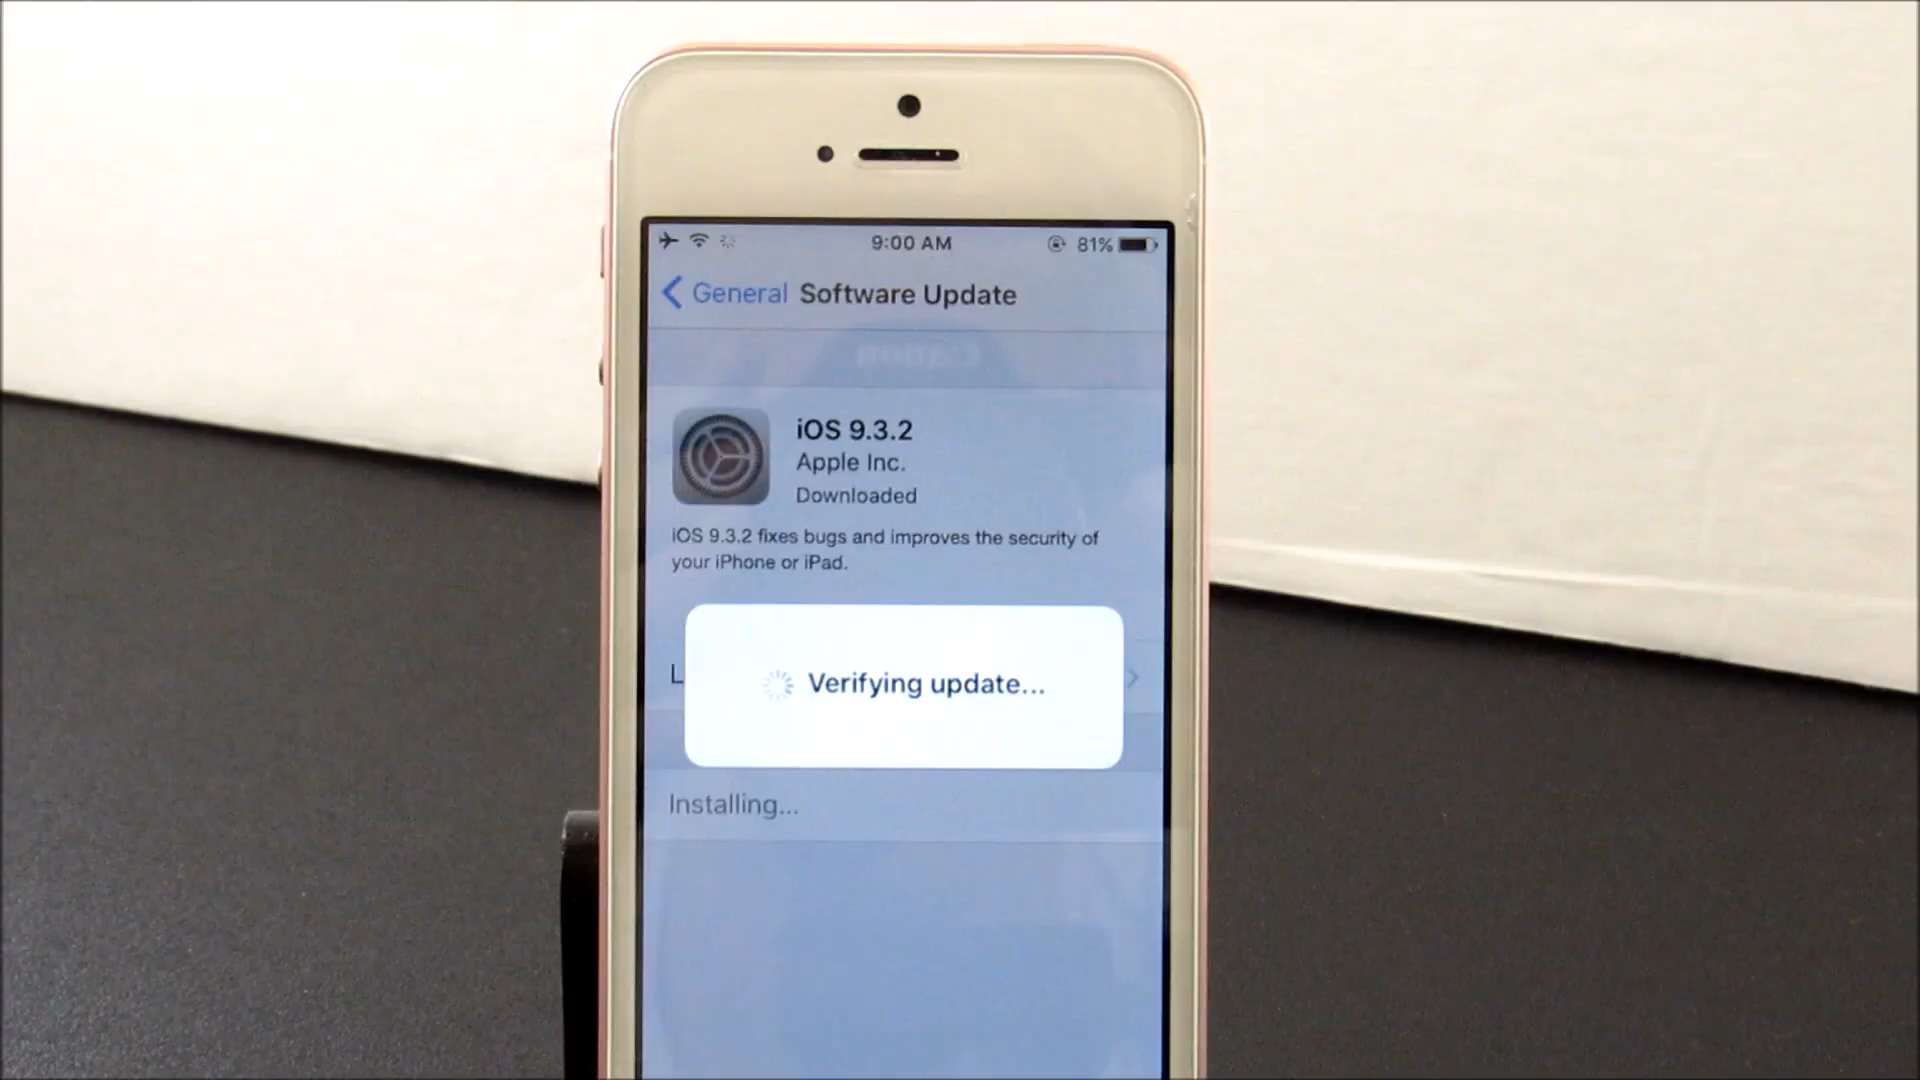 9:00 AM
81%
General Software Update
iOS 9.3.2
Apple Inc.
Downloaded
iOS 9.3.2 fixes bugs and improves the security of
your iPhone or iPad.
L
Verifying update...
Installing...